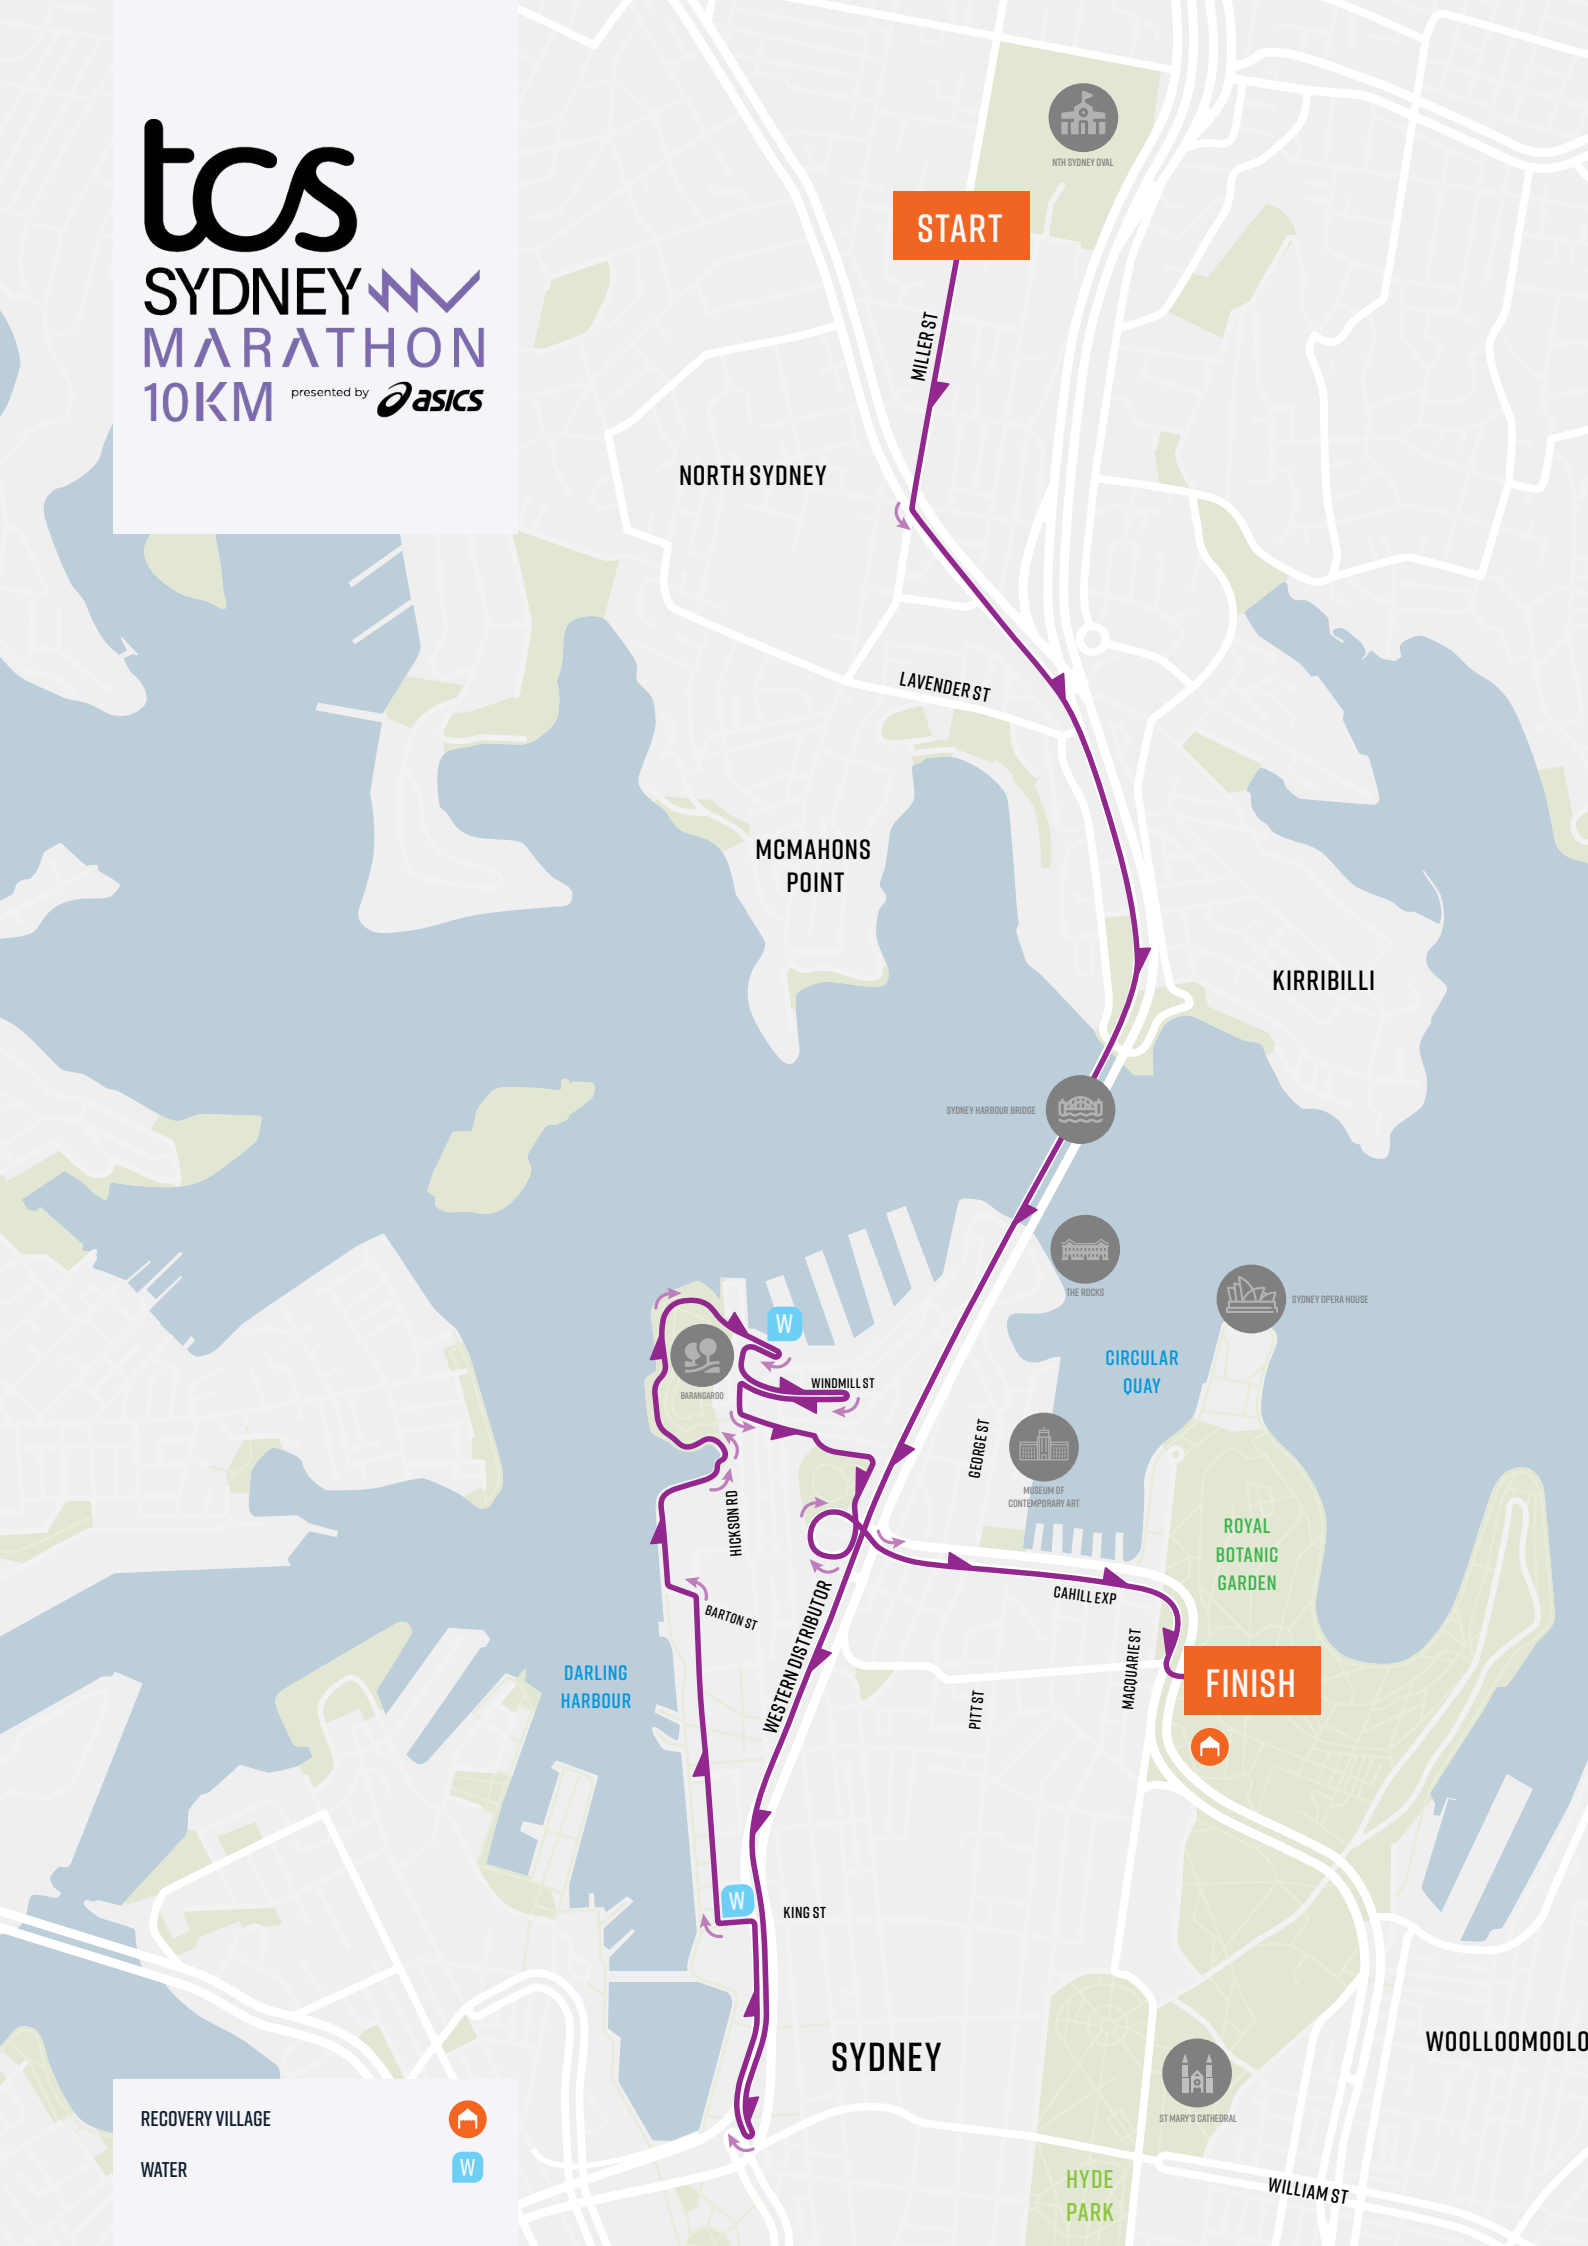 tcs
SYDNEY
MARATHON
10KM presented by asics
NTH SYDNEY OVAL
START
MILLER ST
NORTH SYDNEY
LAVENDER ST
MCMAHONS
POINT
KIRRIBILLI
SYDNEY HARBOUR BRIDGE
THE ROCKS
SYDNEY OPERA HOUSE
W
CIRCULAR
QUAY
WINDMILL ST
BARANGAROO
GEORGE ST
MUSEUM OF
CONTEMPORARY ART
HICKSON RD
ROYAL
BOTANIC
GARDEN
CAHILL EXP
BARTON ST
WESTERN DISTRIBUTOR
MACQUARIE ST
DARLING
HARBOUR
FINISH
PITT ST
W
KING ST
SYDNEY
WOOLLOOMOOLO
ST MARY'S CATHEDRAL
RECOVERY VILLAGE
WATER
W
HYDE
PARK
WILLIAM ST